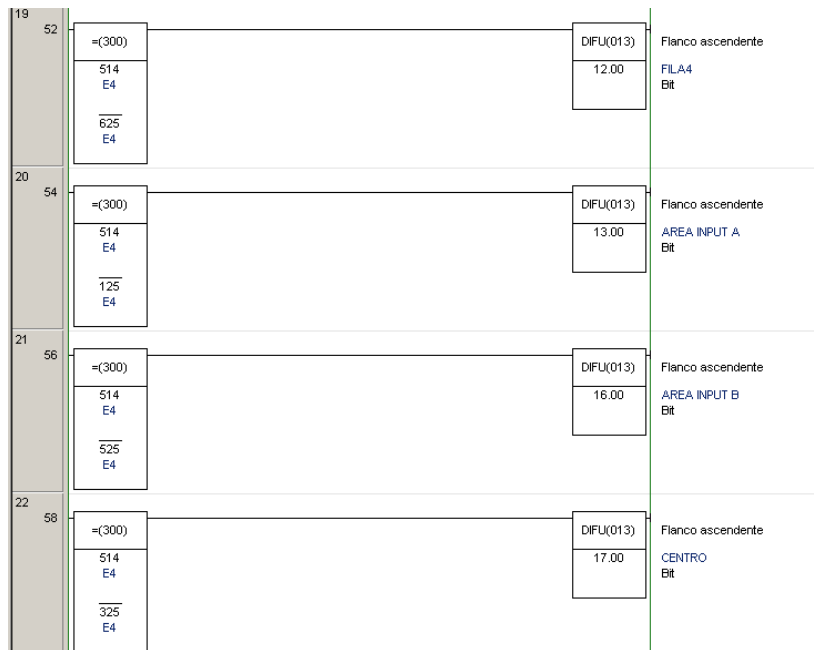 19
52
=(300)
DIFU(013)
Flanco ascendente
514
12.00
FILA4
E4
Bit
625
E4
20
54
=(300)
DIFU(013)
Flanco ascendente
514
13.00
AREA INPUT A
E4
Bit
125
E4
21
56
=(300)
DIFU(013)
Flanco ascendente
514
16.00
AREA INPUT B
E4
Bit
525
E4
22
58
=(300)
DIFU(013)
Flanco ascendente
514
17.00
CENTRO
E4
Bit
325
E4